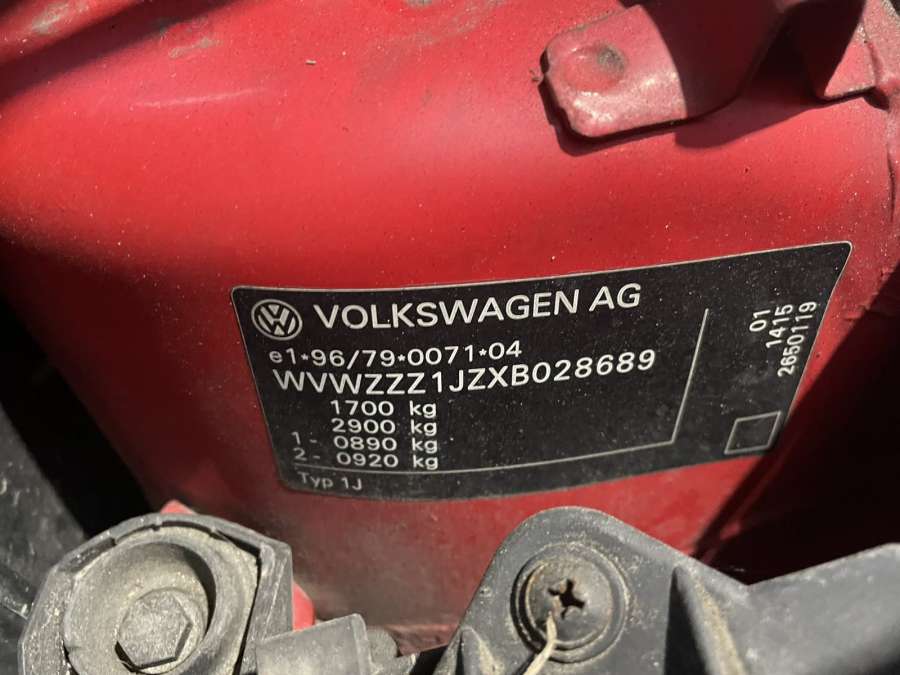 VOLKSWAGEN AG
e1*96/79*0071*04
WVWZZZ1JZXB028689
1700 kg
2900 kg
1- 0890 kg
2- 0920 kg
Typ 1J
01
1415
2650119